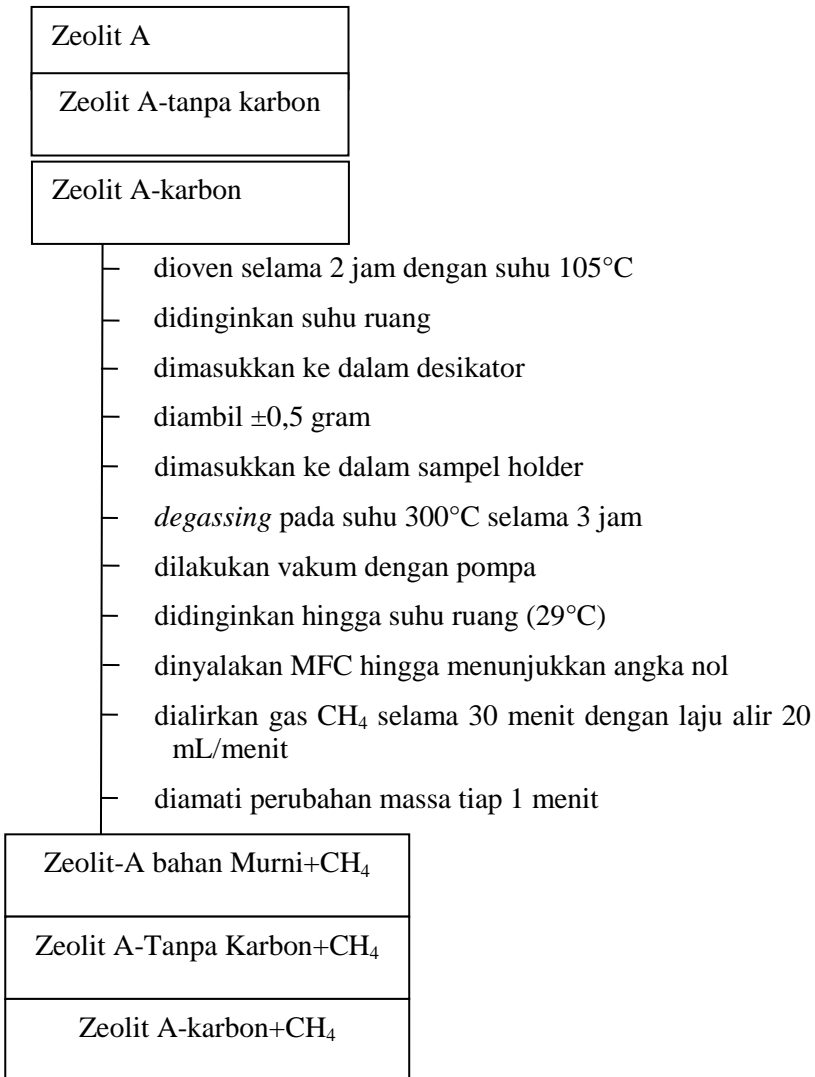 Zeolit A
Zeolit A-tanpa karbon
Zeolit A-karbon
dioven selama 2 jam dengan suhu 105°C
didinginkan suhu ruang
dimasukkan ke dalam desikator
diambil ±0,5 gram
dimasukkan ke dalam sampel holder
degassing pada suhu 300°C selama 3 jam
dilakukan vakum dengan pompa
didinginkan hingga suhu ruang (29°C)
dinyalakan MFC hingga menunjukkan angka nol
dialirkan gas CH₄ selama 30 menit dengan laju alir 20
mL/menit
diamati perubahan massa tiap 1 menit
Zeolit-A bahan Murni+CH₄
Zeolit A-Tanpa Karbon+CH₄
Zeolit A-karbon+CH₄